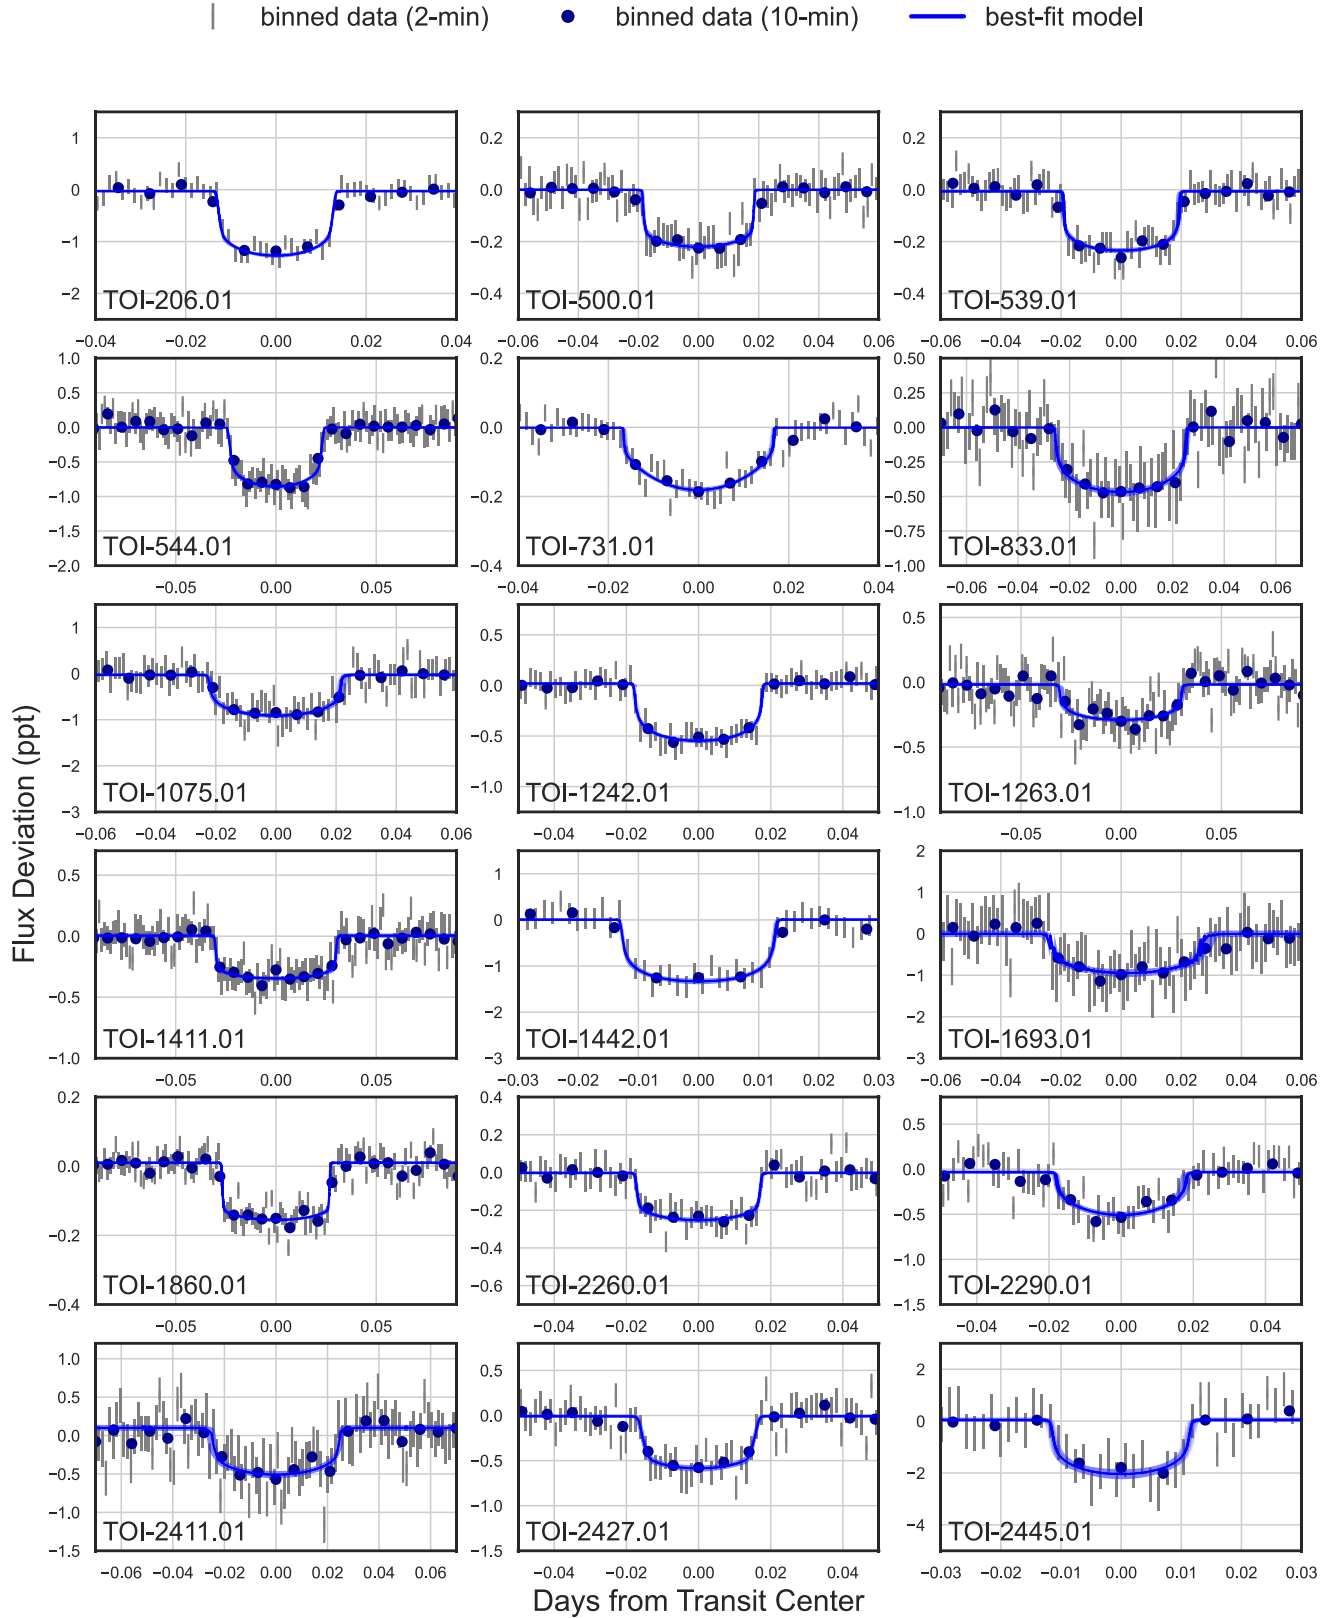 binned data (2-min) binned data (10-min) best-fit model
1 0 −1 −2 TOI-206.01 −0.04 −0.02 0.00 0.02 0.04
0.2 0.0 −0.2 −0.4 TOI-500.01 −0.06 −0.04 −0.02 0.00 0.02 0.04 0.06
0.2 0.0 −0.2 −0.4 TOI-539.01 −0.06 −0.04 −0.02 0.00 0.02 0.04 0.06
1.0 0.5 0.0 −0.5 −1.0 −1.5 −2.0 TOI-544.01 −0.05 0.00 0.05
0.2 0.0 −0.2 −0.4 TOI-731.01 −0.04 −0.02 0.00 0.02 0.04
0.50 0.25 0.00 −0.25 −0.50 −0.75 −1.00 TOI-833.01 −0.06 −0.04 −0.02 0.00 0.02 0.04 0.06
1 0 −1 −2 −3 TOI-1075.01 −0.06 −0.04 −0.02 0.00 0.02 0.04 0.06
0.5 0.0 −0.5 −1.0 TOI-1242.01 −0.04 −0.02 0.00 0.02 0.04
0.5 0.0 −0.5 −1.0 TOI-1263.01 −0.05 0.00 0.05
Flux Deviation (ppt)
0.5 0.0 −0.5 −1.0 TOI-1411.01 −0.05 0.00 0.05
1 0 −1 −2 −3 TOI-1442.01 −0.03 −0.02 −0.01 0.00 0.01 0.02 0.03
2 1 0 −1 −2 −3 TOI-1693.01 −0.06 −0.04 −0.02 0.00 0.02 0.04 0.06
0.2 0.0 −0.2 −0.4 TOI-1860.01 −0.05 0.00 0.05
0.4 0.2 0.0 −0.2 −0.4 −0.6 TOI-2260.01 −0.04 −0.02 0.00 0.02 0.04
0.5 0.0 −0.5 −1.0 −1.5 TOI-2290.01 −0.04 −0.02 0.00 0.02 0.04
1.0 0.5 0.0 −0.5 −1.0 −1.5 TOI-2411.01 −0.06 −0.04 −0.02 0.00 0.02 0.04 0.06
0.5 0.0 −0.5 −1.0 −1.5 TOI-2427.01 −0.04 −0.02 0.00 0.02 0.04
2 0 −2 −4 TOI-2445.01 −0.03 −0.02 −0.01 0.00 0.01 0.02 0.03
Days from Transit Center